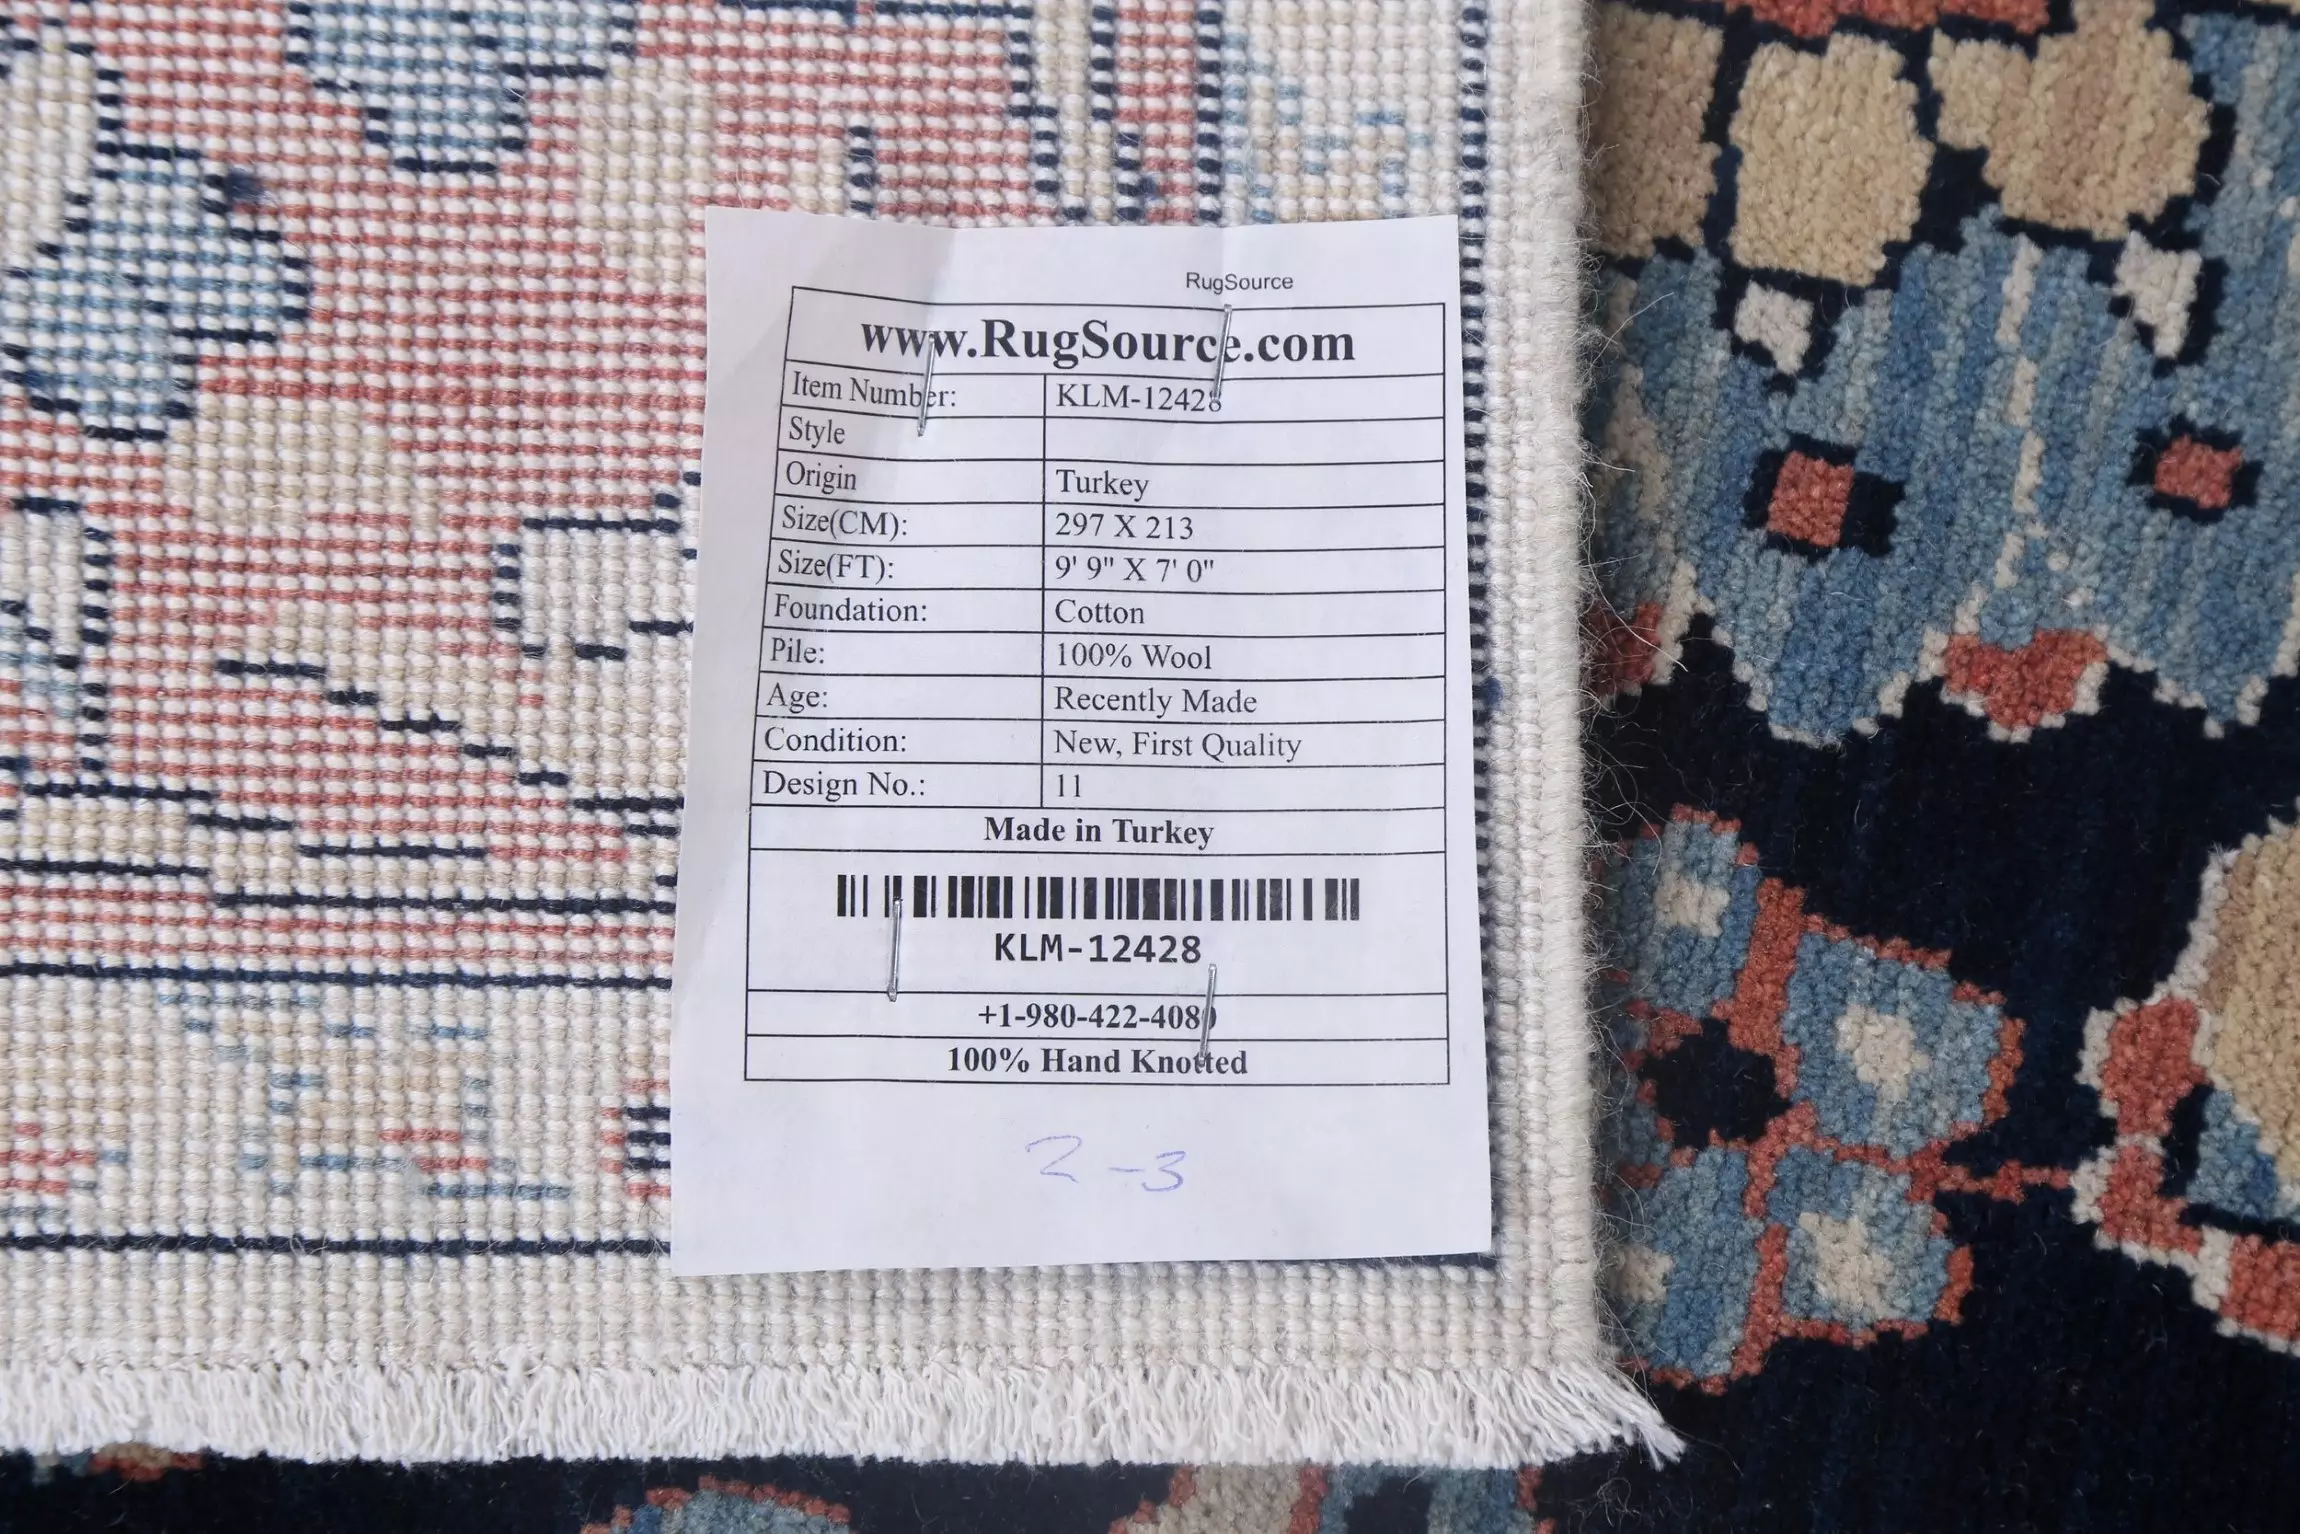 RugSource
www.RugSource.com
Item Number: KLM-12428
Style
Origin Turkey
Size(CM): 297 X 213
Size(FT): 9' 9" X 7' 0"
Foundation: Cotton
Pile: 100% Wool
Age: Recently Made
Condition: New, First Quality
Design No.: 11
Made in Turkey
KLM-12428
+1-980-422-4080
100% Hand Knotted
2-3